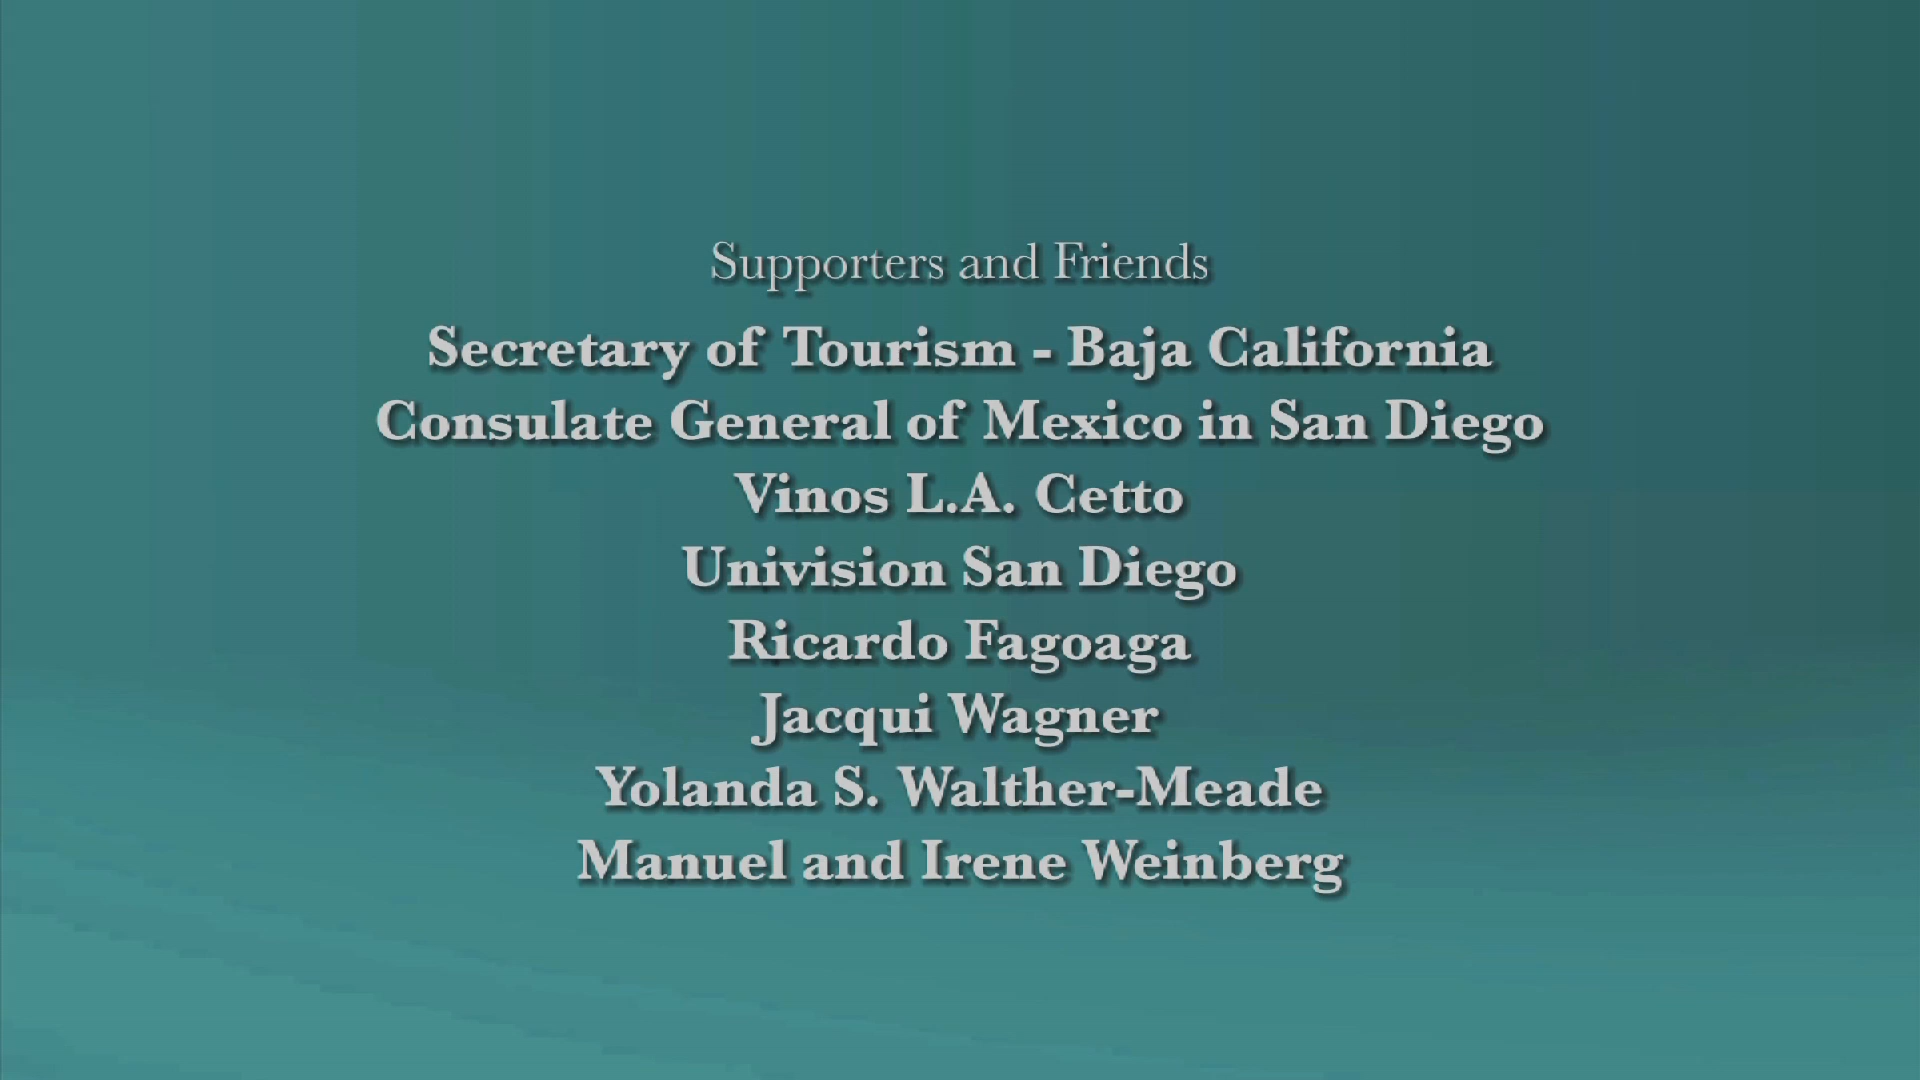 Supporters and Friends
Secretary of Tourism - Baja California
Consulate General of Mexico in San Diego
Vinos L.A. Cetto
Univision San Diego
Ricardo Fagoaga
Jacqui Wagner
Yolanda S. Walther-Meade
Manuel and Irene Weinberg